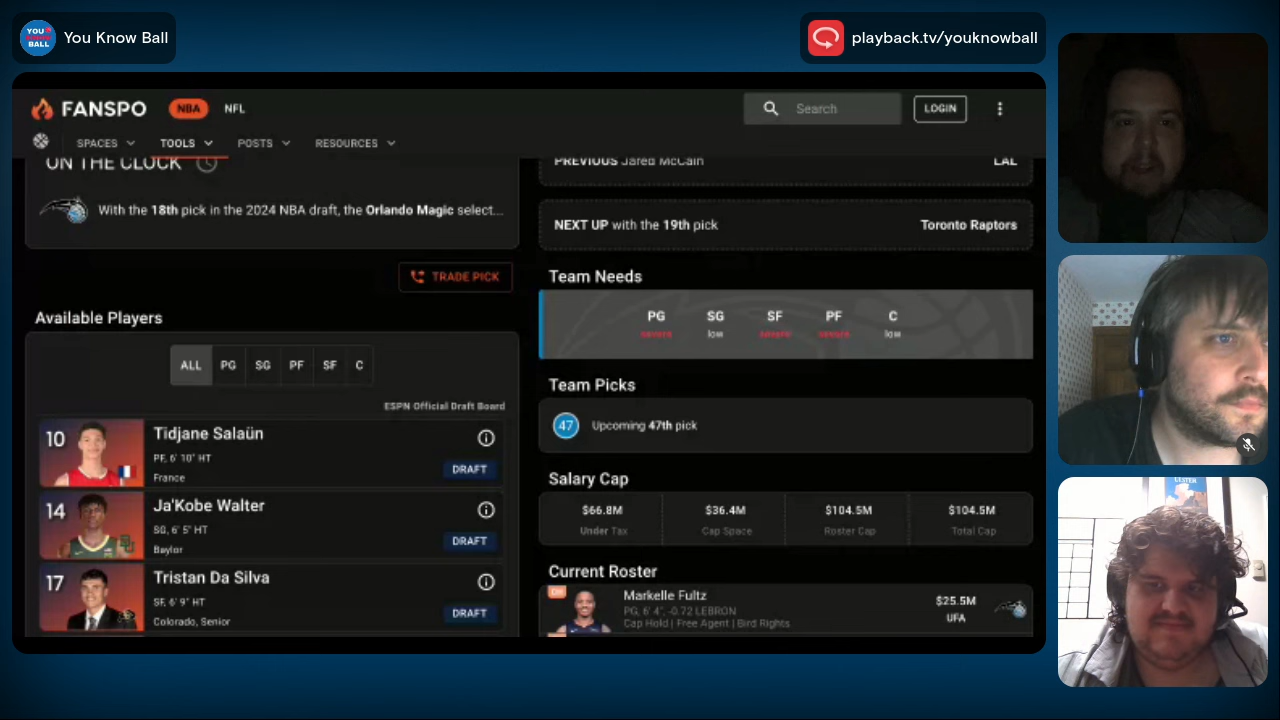 YOU KNOW BALL
You Know Ball
playback.tv/youknowball
FANSPO
NBA
NFL
Search
LOGIN
SPACES
TOOLS
POSTS
RESOURCES
ON THE CLOCK
With the 18th pick in the 2024 NBA draft, the Orlando Magic select...
TRADE PICK
Available Players
ALL PG SG PF SF C
ESPN Official Draft Board
10 Tidjane Salaün
PF, 6' 10" HT
France
DRAFT
14 Ja'Kobe Walter
SG, 6' 5" HT
Baylor
DRAFT
17 Tristan Da Silva
SF, 6' 9" HT
Colorado, Senior
DRAFT
PREVIOUS Jared McCain LAL
NEXT UP with the 19th pick Toronto Raptors
Team Needs
PG SG SF PF C
low low
Team Picks
47 Upcoming 47th pick
Salary Cap
$66.8M $36.4M $104.5M $104.5M
Under Tax Cap Space Roster Cap Total Cap
Current Roster
Markelle Fultz
PG, 6' 4", -0.72 LEBRON
Cap Hold | Free Agent | Bird Rights
$25.5M
UFA
ULSTER